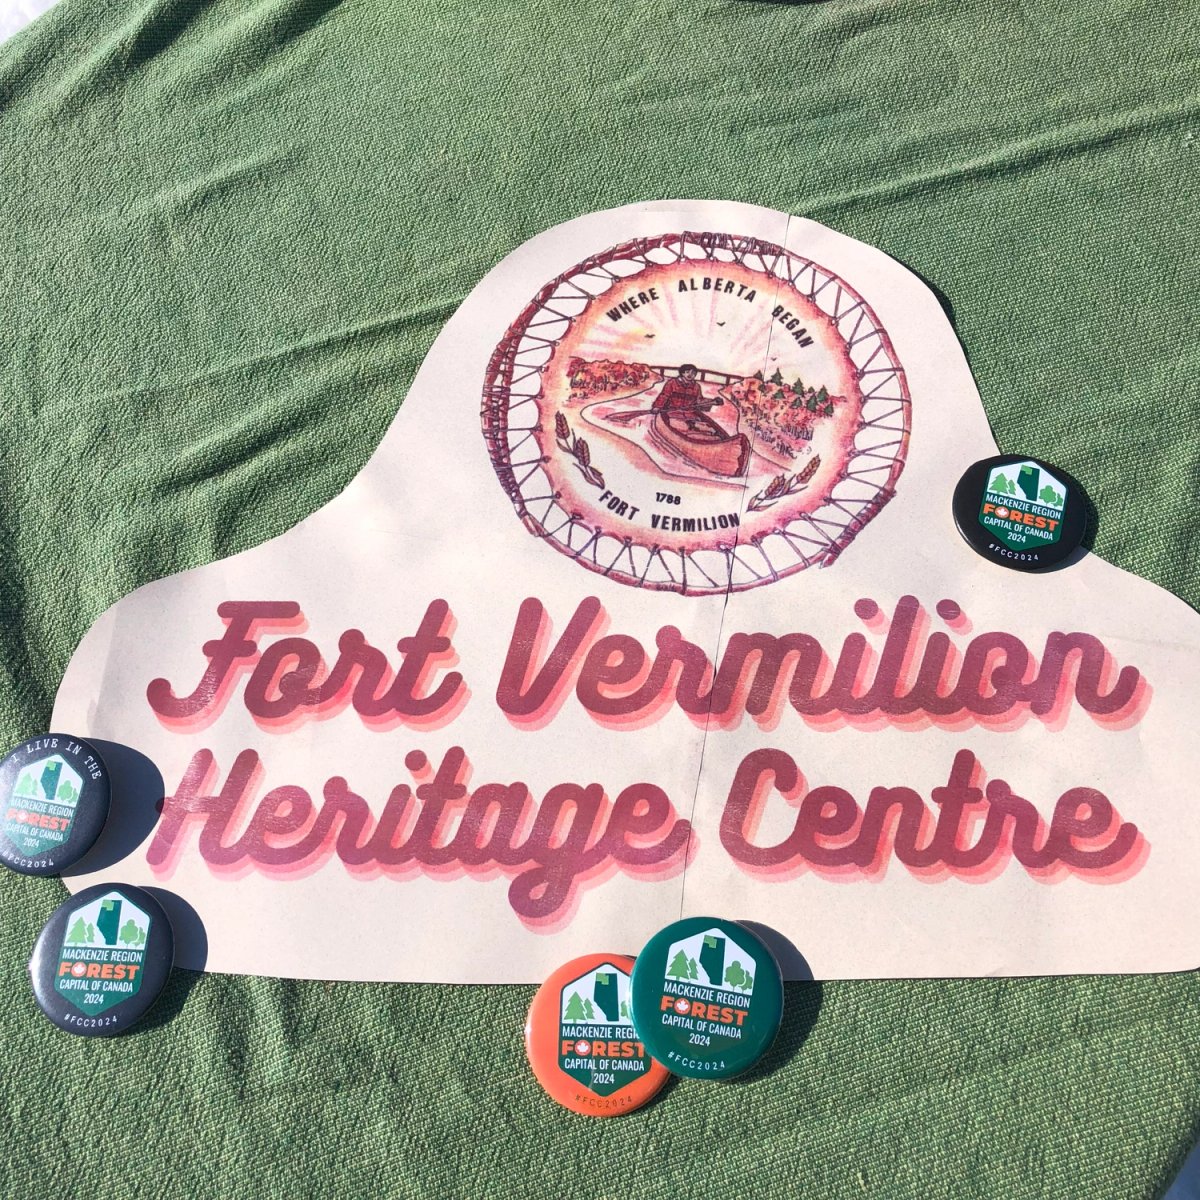 WHERE ALBERTA BEGAN
1788
FORT VERMILION
Fort Vermilion
Heritage Centre
MACKENZIE REGION
FOREST
CAPITAL OF CANADA
2024
#FCC2024
I LIVE IN THE
MACKENZIE REGION
FOREST
CAPITAL OF CANADA
2024
#FCC2024
MACKENZIE REGION
FOREST
CAPITAL OF CANADA
2024
#FCC2024
MACKENZIE REG
FOREST
CAPITAL OF CANADA
2024
#FCC2024
MACKENZIE REGION
FOREST
CAPITAL OF CANADA
2024
#FCC2024